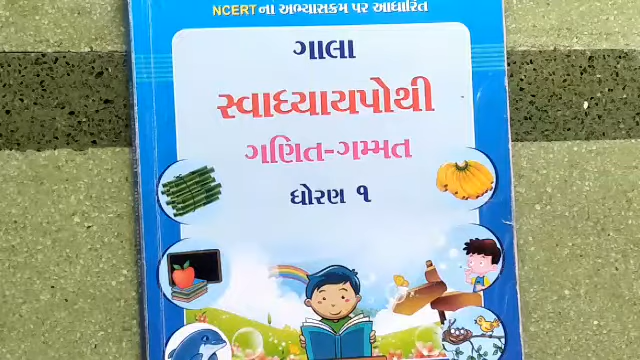 NCERT ના અભ્યાસક્રમ પર આધારિત
ગાલા
સ્વાધ્યાયપોથી
ગણિત-ગમ્મત
ધોરણ ૧